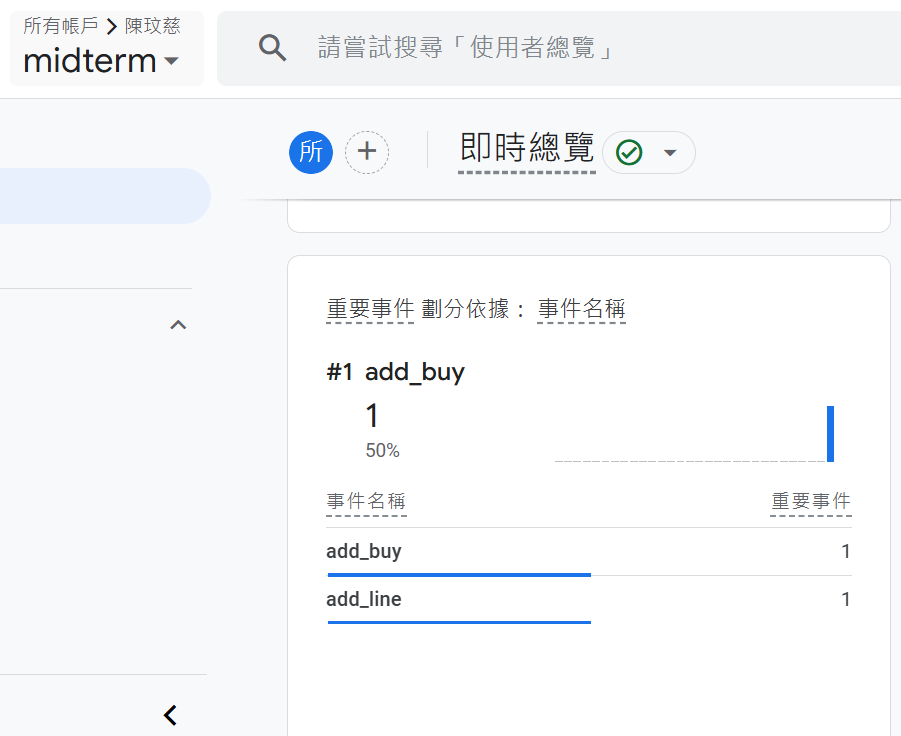 所有帳戶 > 陳玟慈
midterm
請嘗試搜尋「使用者總覽」
所
即時總覽
重要事件 劃分依據： 事件名稱
#1 add_buy
1
50%
事件名稱 重要事件
add_buy 1
add_line 1